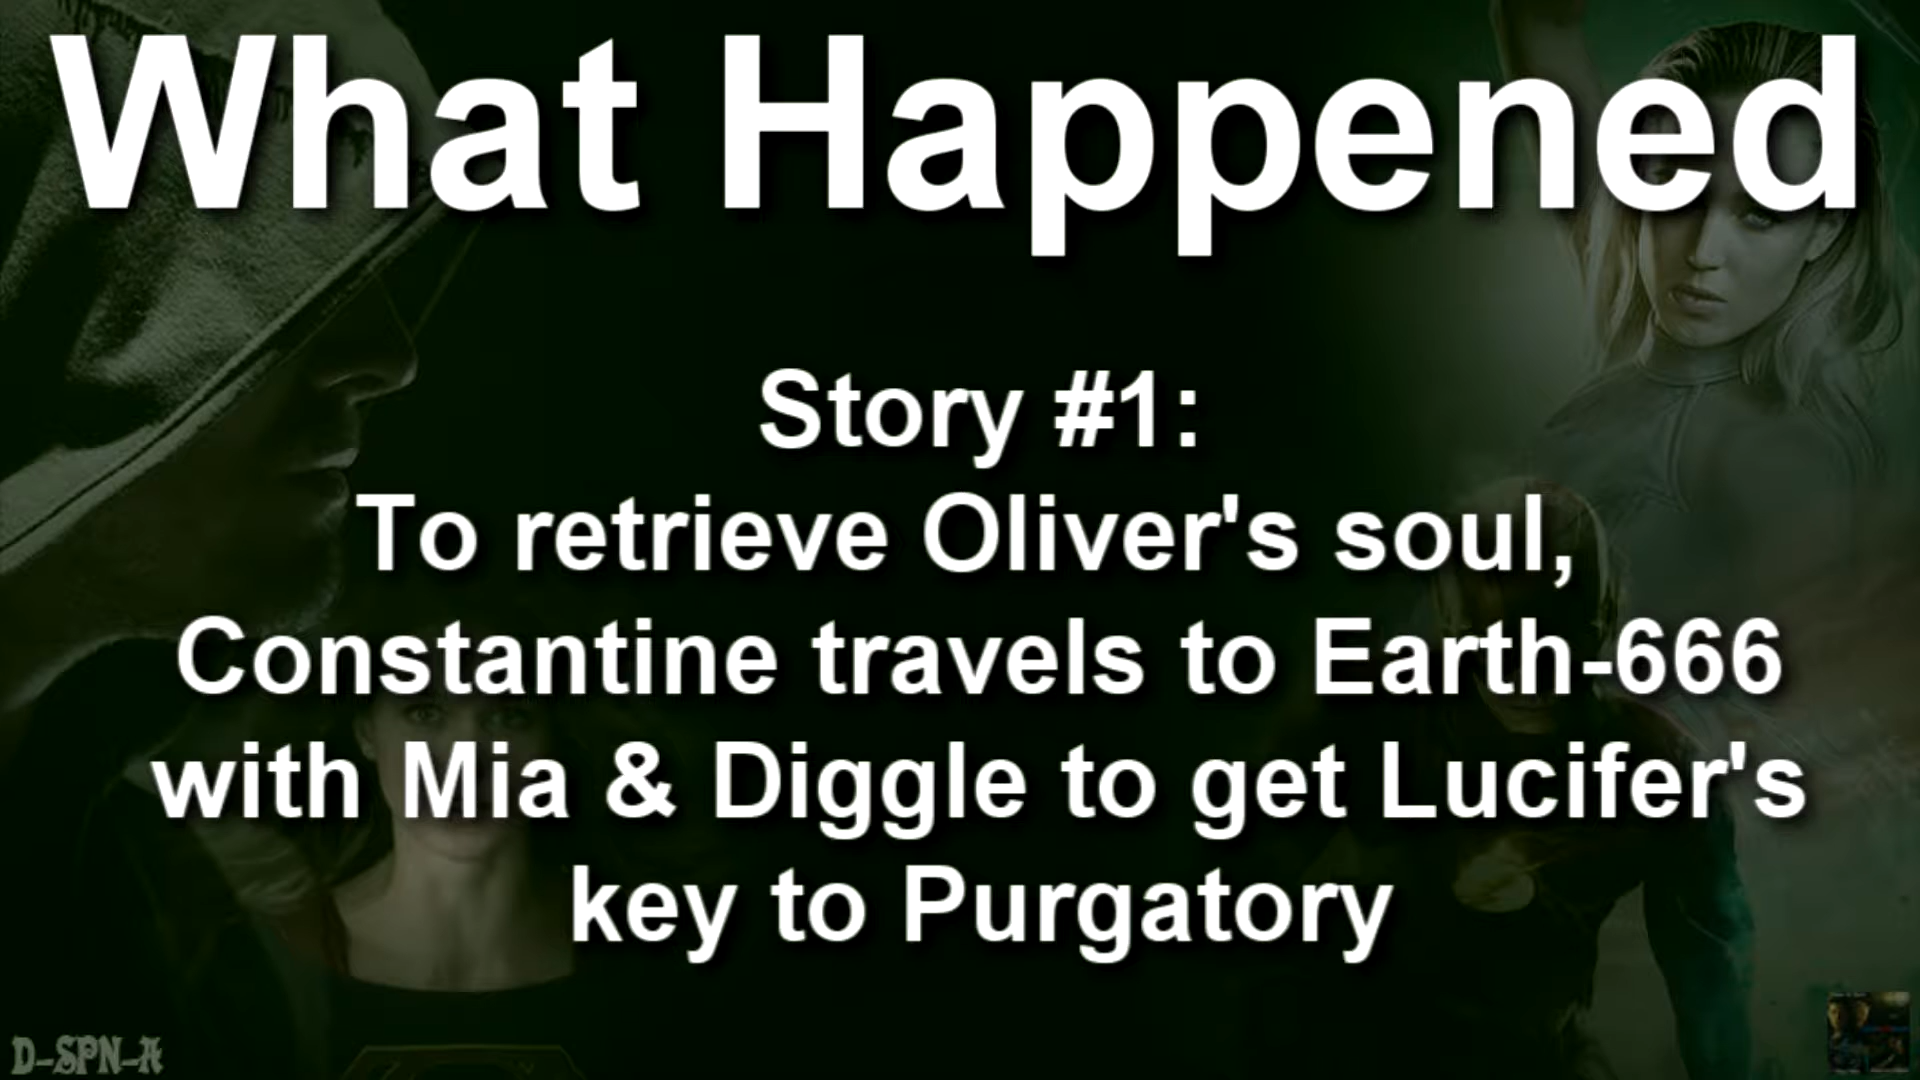 What Happened
Story #1:
To retrieve Oliver's soul,
Constantine travels to Earth-666
with Mia & Diggle to get Lucifer's
key to Purgatory
D-SPN-A